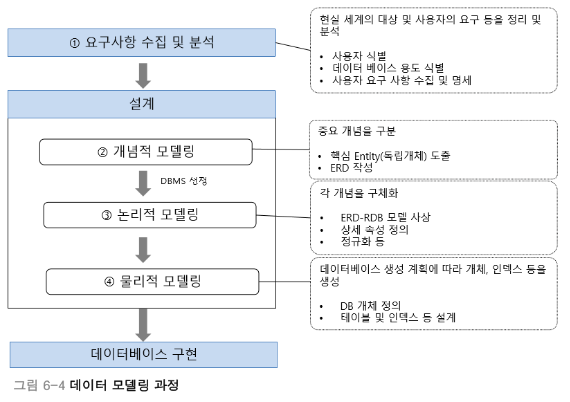 ① 요구사항 수집 및 분석
현실 세계의 대상 및 사용자의 요구 등을 정리 및
분석
• 사용자 식별
• 데이터 베이스 용도 식별
• 사용자 요구 사항 수집 및 명세
설계
② 개념적 모델링
중요 개념을 구분
• 핵심 Entity(독립개체) 도출
• ERD 작성
DBMS 선정
③ 논리적 모델링
각 개념을 구체화
• ERD-RDB 모델 사상
• 상세 속성 정의
• 정규화 등
④ 물리적 모델링
데이터베이스 생성 계획에 따라 개체, 인덱스 등을
생성
• DB 개체 정의
• 테이블 및 인덱스 등 설계
데이터베이스 구현
그림 6-4 데이터 모델링 과정